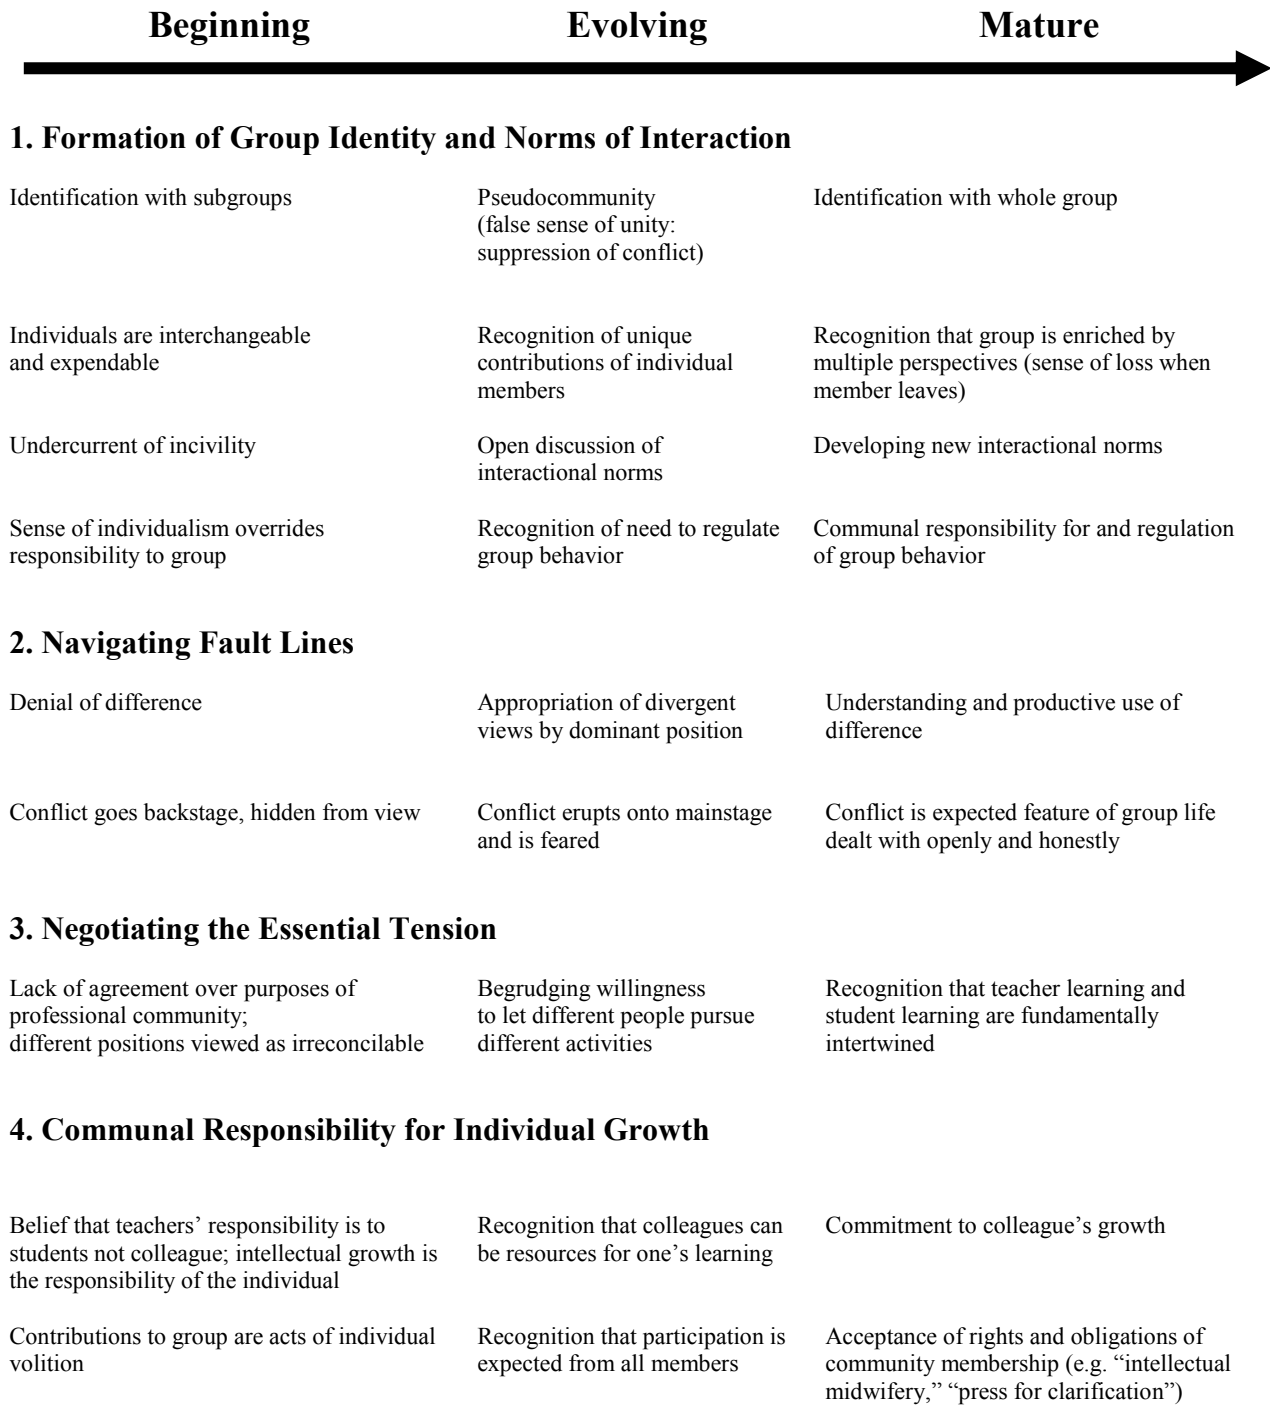 Beginning Evolving Mature
1. Formation of Group Identity and Norms of Interaction
Identification with subgroups
Pseudocommunity
(false sense of unity:
suppression of conflict)
Identification with whole group
Individuals are interchangeable
and expendable
Recognition of unique
contributions of individual
members
Recognition that group is enriched by
multiple perspectives (sense of loss when
member leaves)
Undercurrent of incivility
Open discussion of
interactional norms
Developing new interactional norms
Sense of individualism overrides
responsibility to group
Recognition of need to regulate
group behavior
Communal responsibility for and regulation
of group behavior
2. Navigating Fault Lines
Denial of difference
Appropriation of divergent
views by dominant position
Understanding and productive use of
difference
Conflict goes backstage, hidden from view
Conflict erupts onto mainstage
and is feared
Conflict is expected feature of group life
dealt with openly and honestly
3. Negotiating the Essential Tension
Lack of agreement over purposes of
professional community;
different positions viewed as irreconcilable
Begrudging willingness
to let different people pursue
different activities
Recognition that teacher learning and
student learning are fundamentally
intertwined
4. Communal Responsibility for Individual Growth
Belief that teachers’ responsibility is to
students not colleague; intellectual growth is
the responsibility of the individual
Recognition that colleagues can
be resources for one’s learning
Commitment to colleague’s growth
Contributions to group are acts of individual
volition
Recognition that participation is
expected from all members
Acceptance of rights and obligations of
community membership (e.g. “intellectual
midwifery,” “press for clarification”)